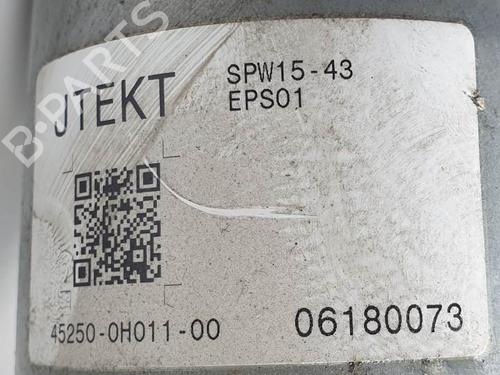 JTEKT
SPW15-43
EPS01
45250-0H011-00
06180073
B-PARTS